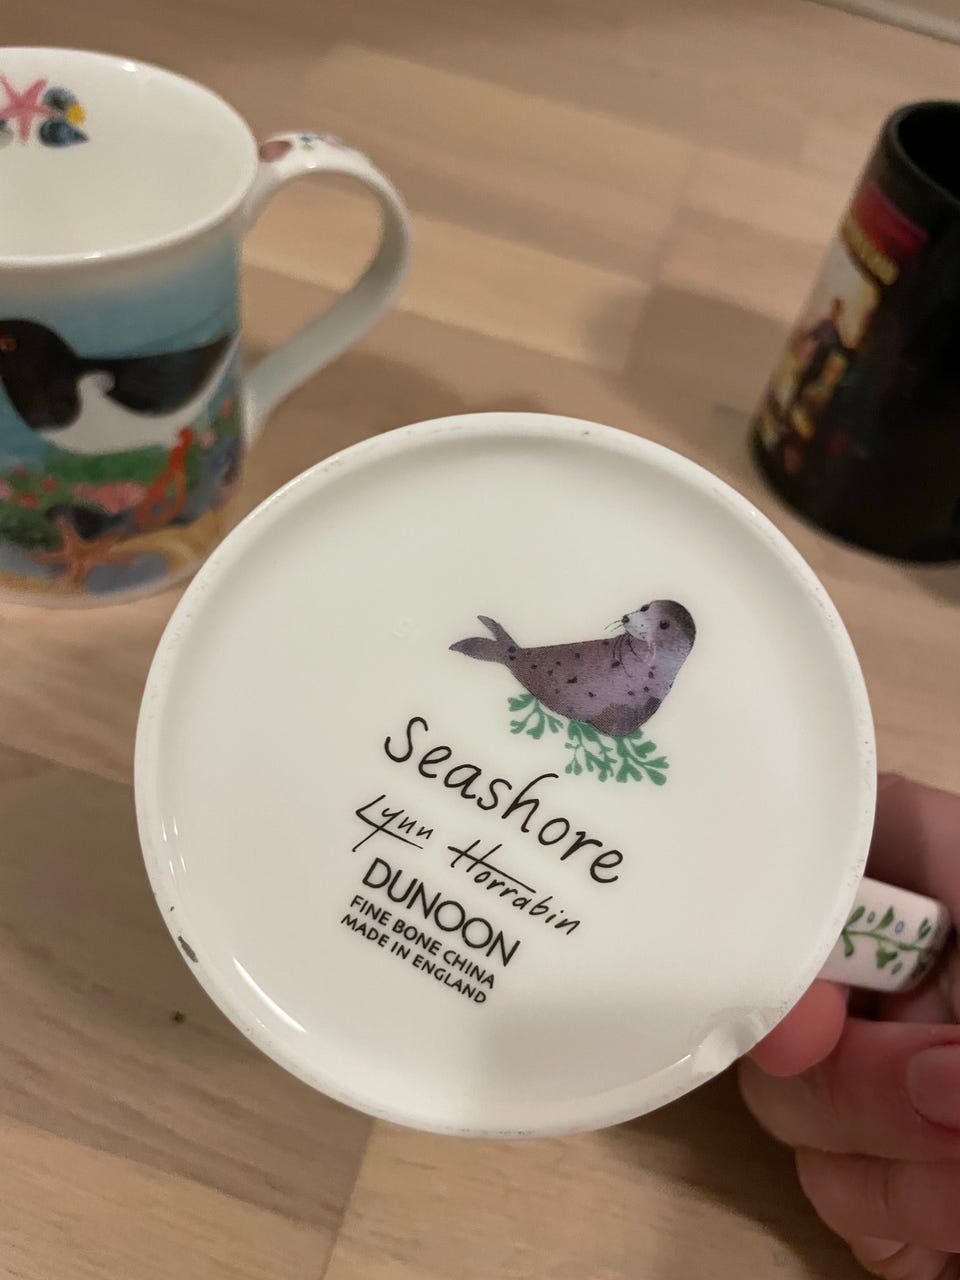 Seashore
Lynn Horrabin
DUNOON
FINE BONE CHINA
MADE IN ENGLAND